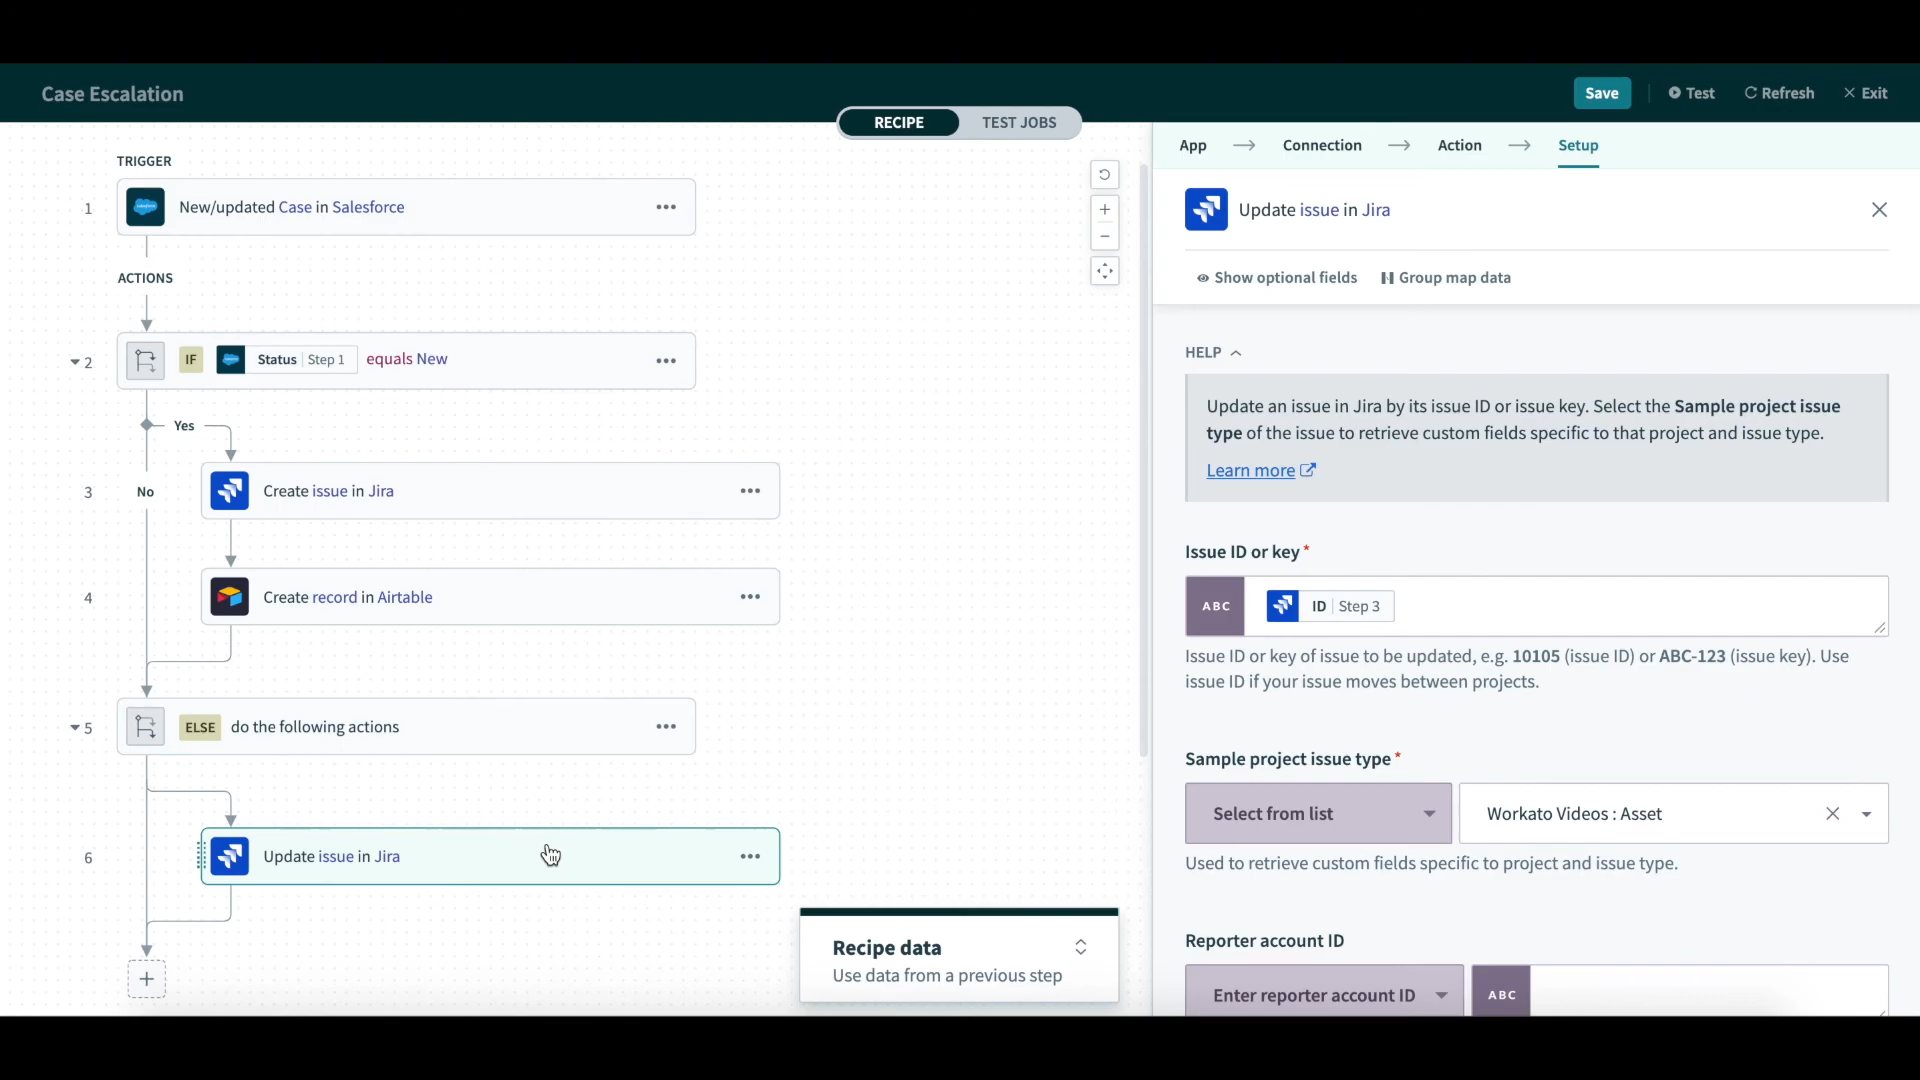 Case Escalation
Save
Test
Refresh
Exit
RECIPE
TEST JOBS
TRIGGER
1
New/updated Case in Salesforce
ACTIONS
2
IF
Status
Step 1
equals New
Yes
3
No
Create issue in Jira
4
Create record in Airtable
5
ELSE
do the following actions
6
Update issue in Jira
Recipe data
Use data from a previous step
App
Connection
Action
Setup
Update issue in Jira
Show optional fields
Group map data
HELP
Update an issue in Jira by its issue ID or issue key. Select the Sample project issue
type of the issue to retrieve custom fields specific to that project and issue type.
Learn more
Issue ID or key*
ABC
ID
Step 3
Issue ID or key of issue to be updated, e.g. 10105 (issue ID) or ABC-123 (issue key). Use
issue ID if your issue moves between projects.
Sample project issue type*
Select from list
Workato Videos : Asset
Used to retrieve custom fields specific to project and issue type.
Reporter account ID
Enter reporter account ID
ABC